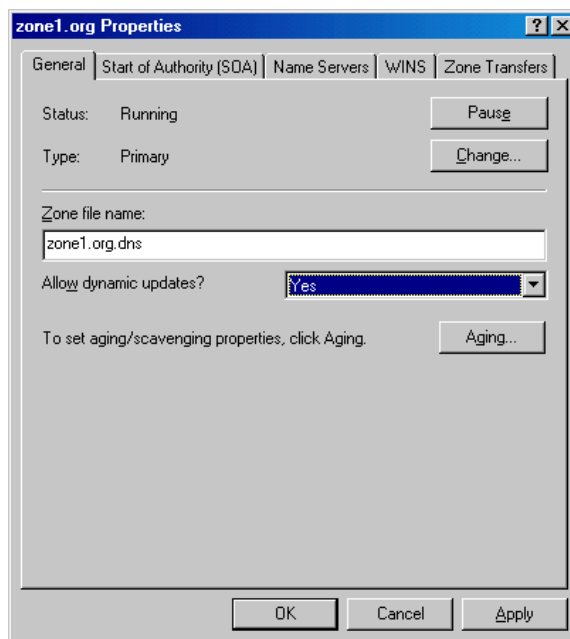 zone1.org Properties
General Start of Authority (SOA) Name Servers WINS Zone Transfers
Status: Running Pause
Type: Primary Change...
Zone file name:
zone1.org.dns
Allow dynamic updates? Yes
To set aging/scavenging properties, click Aging. Aging...
OK Cancel Apply